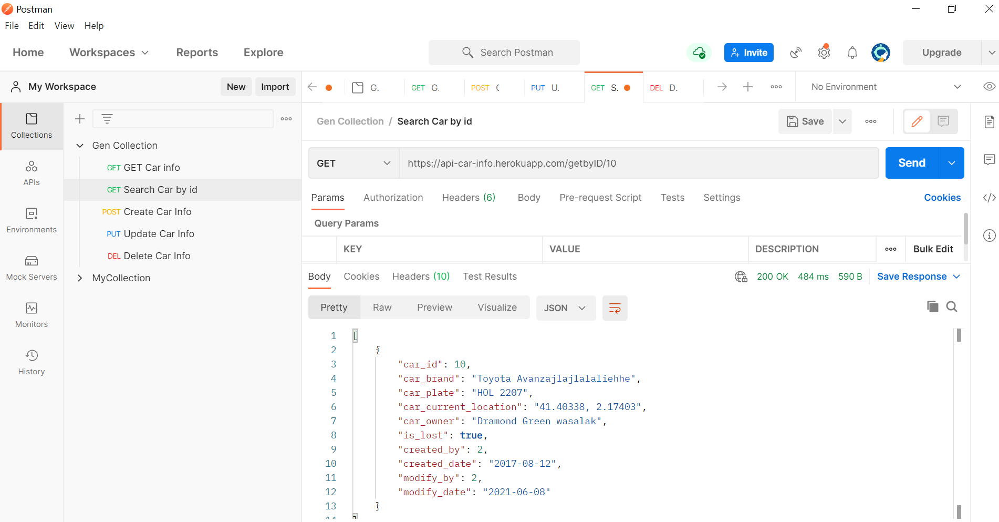 Postman
File Edit View Help
Home Workspaces Reports Explore Search Postman Invite Upgrade
My Workspace New Import G. GET G. POST PUT U. GET S. DEL D. No Environment
Collections
APIs
Environments
Mock Servers
Monitors
History
Gen Collection
GET GET Car info
GET Search Car by id
POST Create Car Info
PUT Update Car Info
DEL Delete Car Info
MyCollection
Gen Collection / Search Car by id Save
GET https://api-car-info.herokuapp.com/getbyID/10 Send
Params Authorization Headers (6) Body Pre-request Script Tests Settings Cookies
Query Params
KEY VALUE DESCRIPTION Bulk Edit
Body Cookies Headers (10) Test Results 200 OK 484 ms 590 B Save Response
Pretty Raw Preview Visualize JSON
1 [
2 {
3 "car_id": 10,
4 "car_brand": "Toyota Avanzajlajlalaliehhe",
5 "car_plate": "HOL 2207",
6 "car_current_location": "41.40338, 2.17403",
7 "car_owner": "Dramond Green wasalak",
8 "is_lost": true,
9 "created_by": 2,
10 "created_date": "2017-08-12",
11 "modify_by": 2,
12 "modify_date": "2021-06-08"
13 }
14 ]